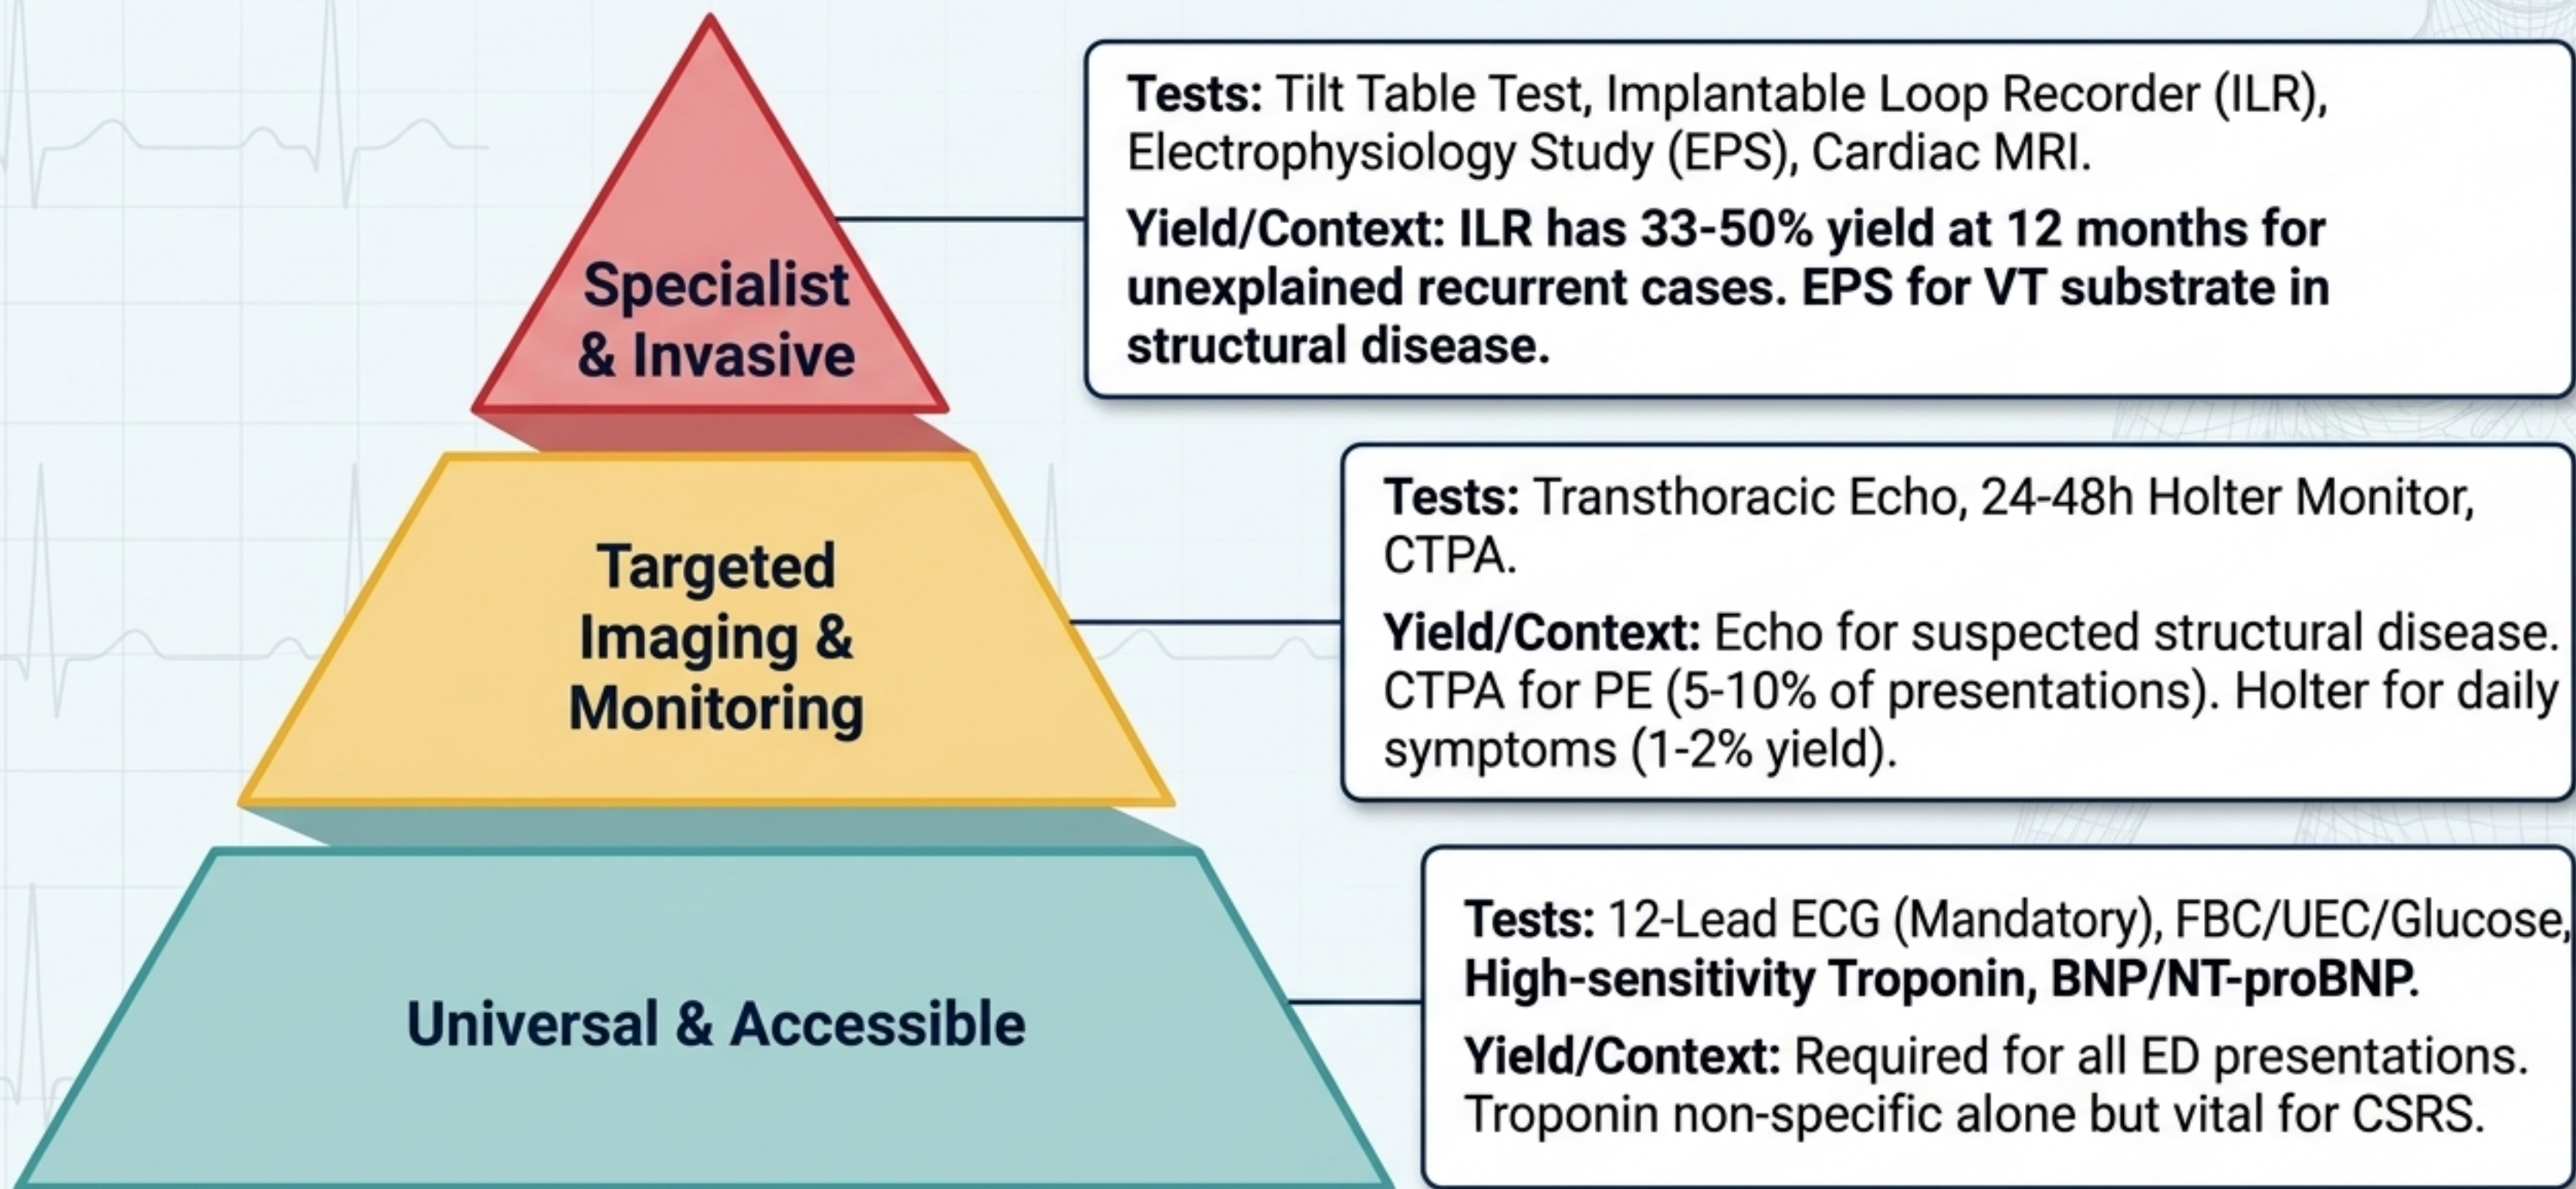 Tests: Tilt Table Test, Implantable Loop Recorder (ILR),
Electrophysiology Study (EPS), Cardiac MRI.
Yield/Context: ILR has 33-50% yield at 12 months for
unexplained recurrent cases. EPS for VT substrate in
structural disease.
Specialist
& Invasive
Tests: Transthoracic Echo, 24-48h Holter Monitor,
CTPA.
Yield/Context: Echo for suspected structural disease.
CTPA for PE (5-10% of presentations). Holter for daily
symptoms (1-2% yield).
Targeted
Imaging &
Monitoring
Tests: 12-Lead ECG (Mandatory), FBC/UEC/Glucose,
High-sensitivity Troponin, BNP/NT-proBNP.
Yield/Context: Required for all ED presentations.
Troponin non-specific alone but vital for CSRS.
Universal & Accessible